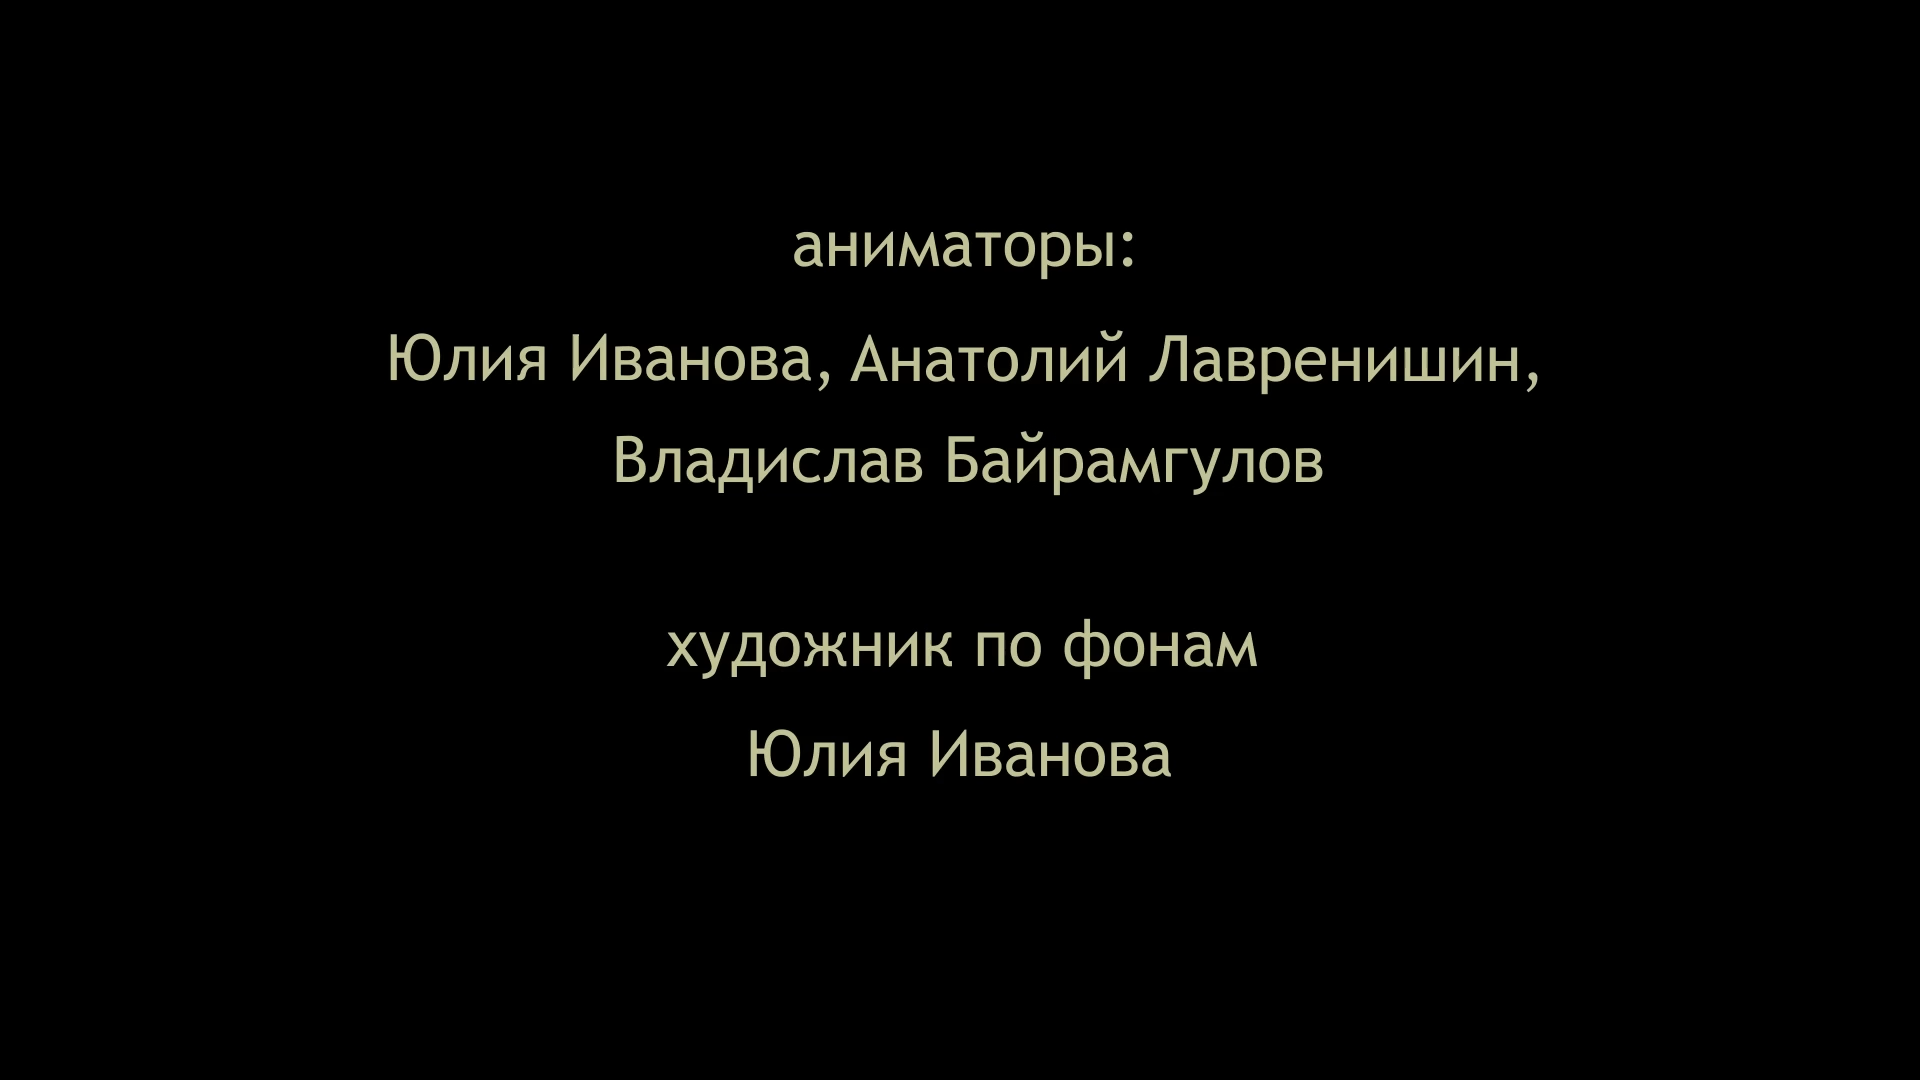 аниматоры:
Юлия Иванова, Анатолий Лавренишин,
Владислав Байрамгулов
художник по фонам
Юлия Иванова